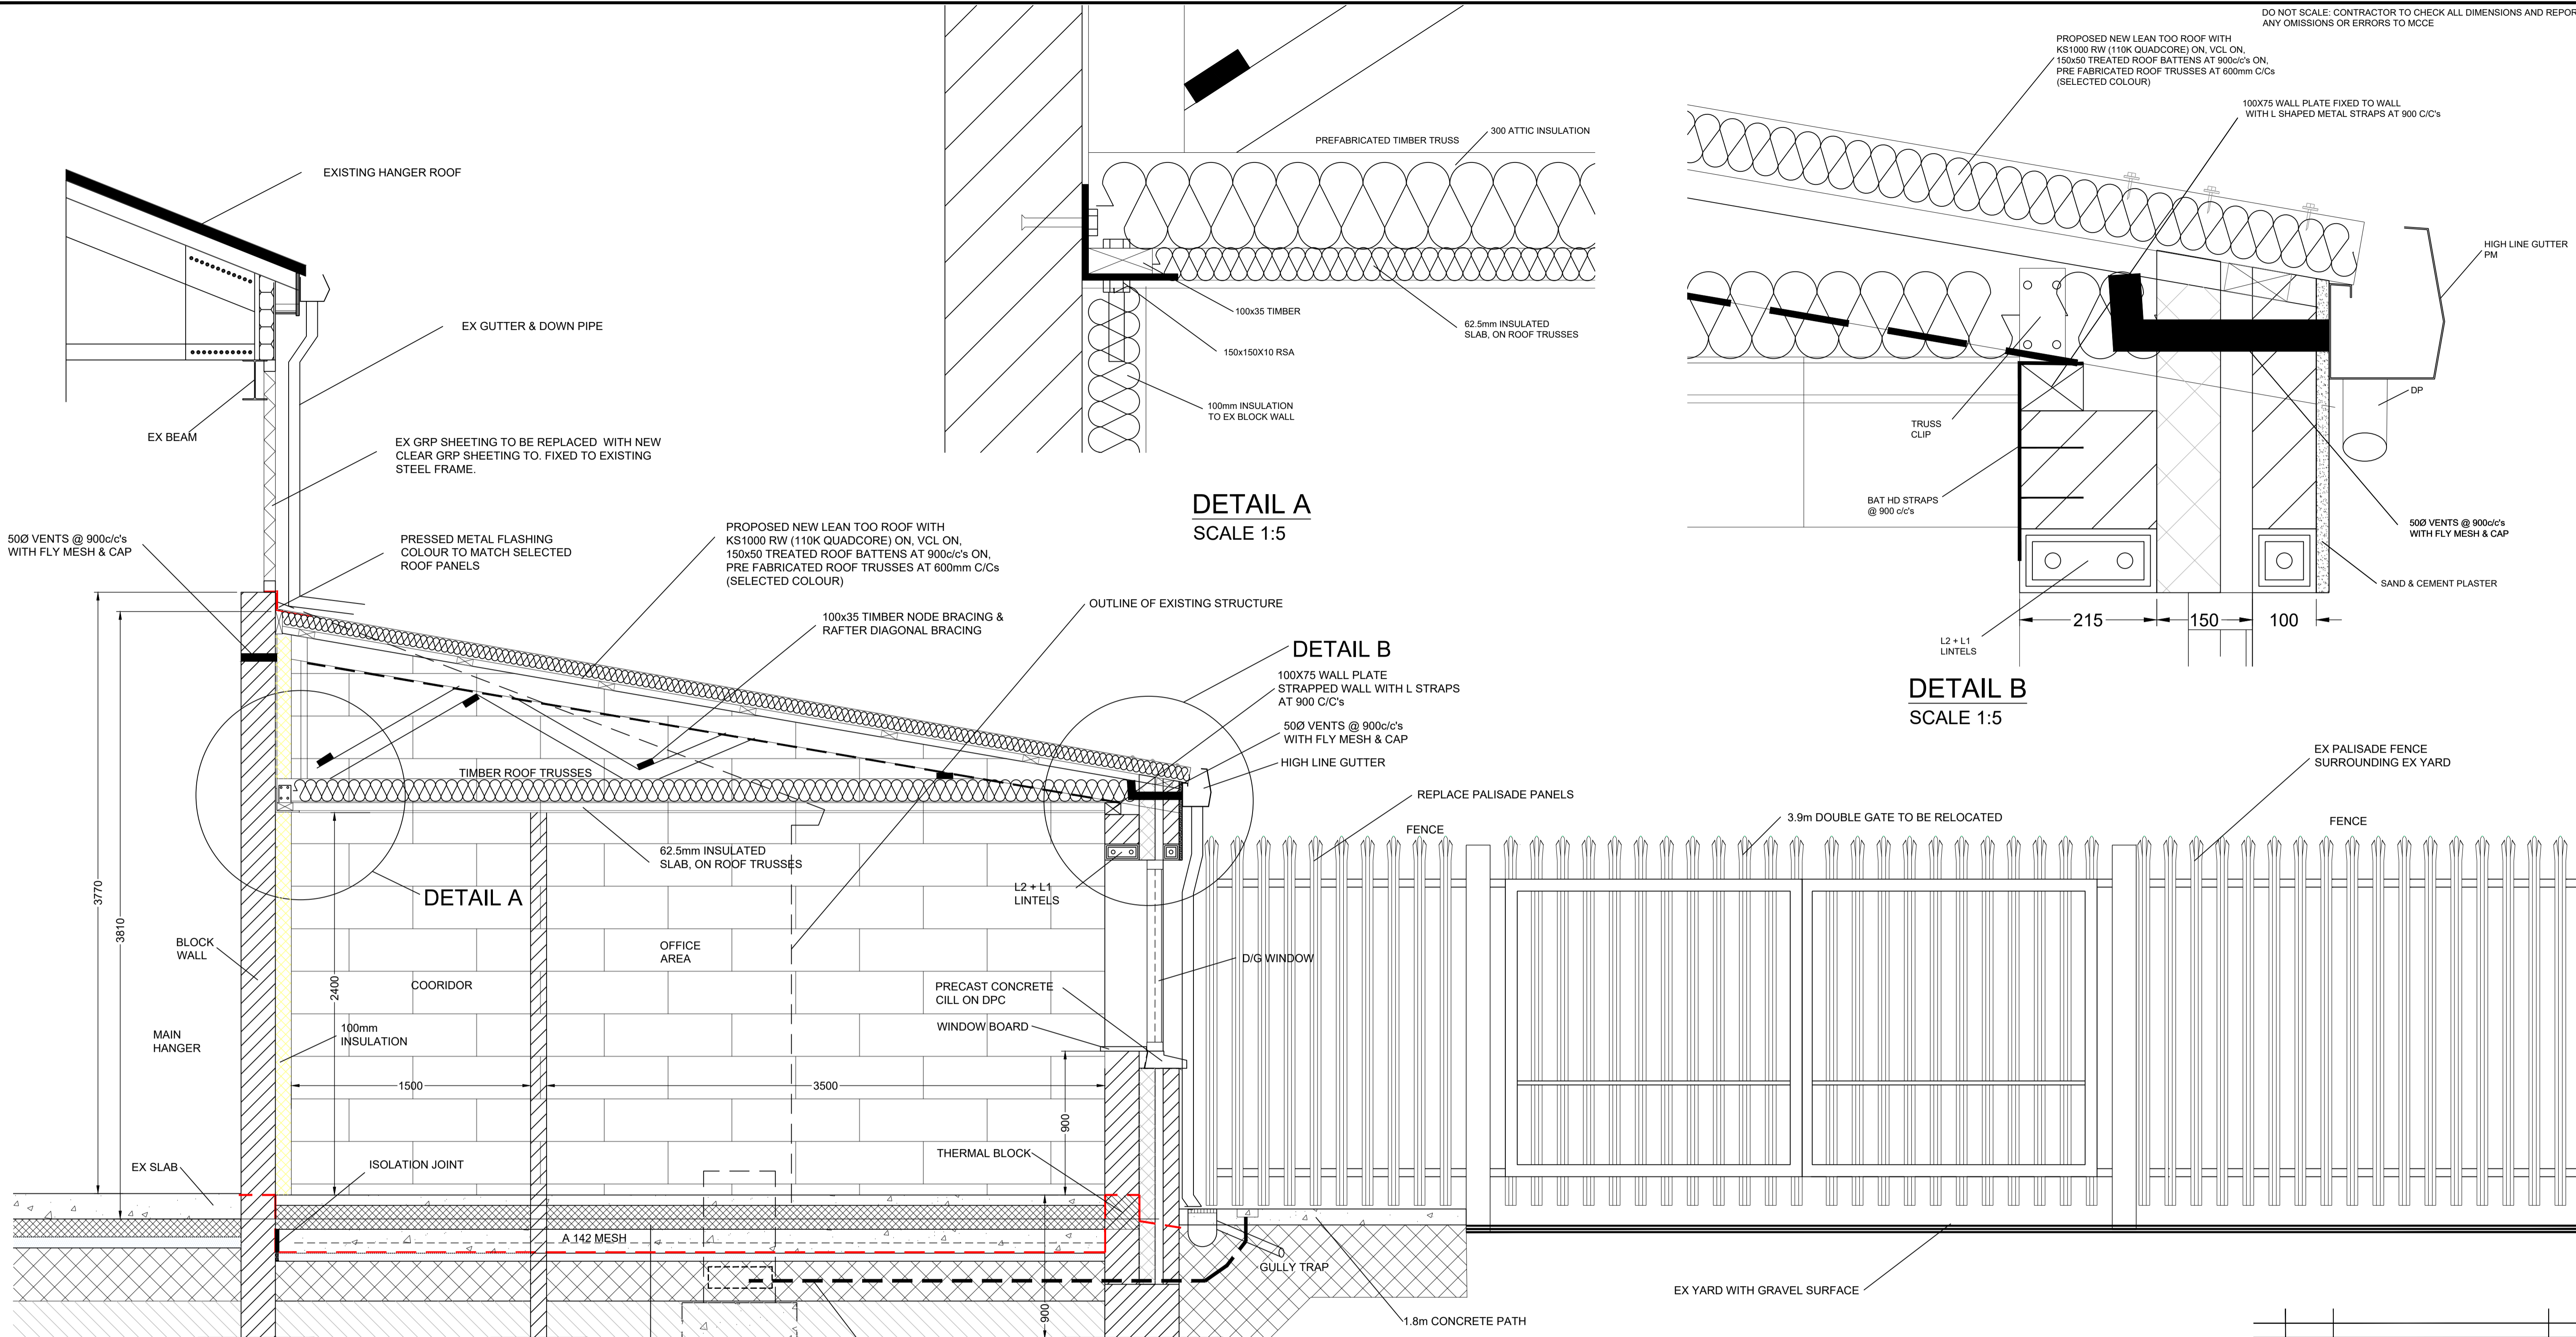 DO NOT SCALE: CONTRACTOR TO CHECK ALL DIMENSIONS AND REPOR
ANY OMISSIONS OR ERRORS TO MCCE
EXISTING HANGER ROOF
EX GUTTER & DOWN PIPE
EX BEAM
EX GRP SHEETING TO BE REPLACED WITH NEW
CLEAR GRP SHEETING TO. FIXED TO EXISTING
STEEL FRAME.
50Ø VENTS @ 900c/c's
WITH FLY MESH & CAP
PRESSED METAL FLASHING
COLOUR TO MATCH SELECTED
ROOF PANELS
PROPOSED NEW LEAN TOO ROOF WITH
KS1000 RW (110K QUADCORE) ON, VCL ON,
150x50 TREATED ROOF BATTENS AT 900c/c's ON,
PRE FABRICATED ROOF TRUSSES AT 600mm C/Cs
(SELECTED COLOUR)
100x35 TIMBER NODE BRACING &
RAFTER DIAGONAL BRACING
OUTLINE OF EXISTING STRUCTURE
PREFABRICATED TIMBER TRUSS
300 ATTIC INSULATION
100x35 TIMBER
150x150X10 RSA
62.5mm INSULATED
SLAB, ON ROOF TRUSSES
100mm INSULATION
TO EX BLOCK WALL
DETAIL A
SCALE 1:5
PROPOSED NEW LEAN TOO ROOF WITH
KS1000 RW (110K QUADCORE) ON, VCL ON,
150x50 TREATED ROOF BATTENS AT 900c/c's ON,
PRE FABRICATED ROOF TRUSSES AT 600mm C/Cs
(SELECTED COLOUR)
100X75 WALL PLATE FIXED TO WALL
WITH L SHAPED METAL STRAPS AT 900 C/C's
HIGH LINE GUTTER
PM
DP
TRUSS
CLIP
BAT HD STRAPS
@ 900 c/c's
50Ø VENTS @ 900c/c's
WITH FLY MESH & CAP
SAND & CEMENT PLASTER
215
150
100
L2 + L1
LINTELS
DETAIL B
SCALE 1:5
DETAIL B
100X75 WALL PLATE
STRAPPED WALL WITH L STRAPS
AT 900 C/C's
50Ø VENTS @ 900c/c's
WITH FLY MESH & CAP
HIGH LINE GUTTER
TIMBER ROOF TRUSSES
62.5mm INSULATED
SLAB, ON ROOF TRUSSES
DETAIL A
L2 + L1
LINTELS
REPLACE PALISADE PANELS
FENCE
3.9m DOUBLE GATE TO BE RELOCATED
EX PALISADE FENCE
SURROUNDING EX YARD
FENCE
3770
3810
2400
BLOCK
WALL
OFFICE
AREA
COORIDOR
D/G WINDOW
PRECAST CONCRETE
CILL ON DPC
WINDOW BOARD
MAIN
HANGER
100mm
INSULATION
1500
3500
900
THERMAL BLOCK
EX SLAB
ISOLATION JOINT
A 142 MESH
GULLY TRAP
900
1.8m CONCRETE PATH
EX YARD WITH GRAVEL SURFACE